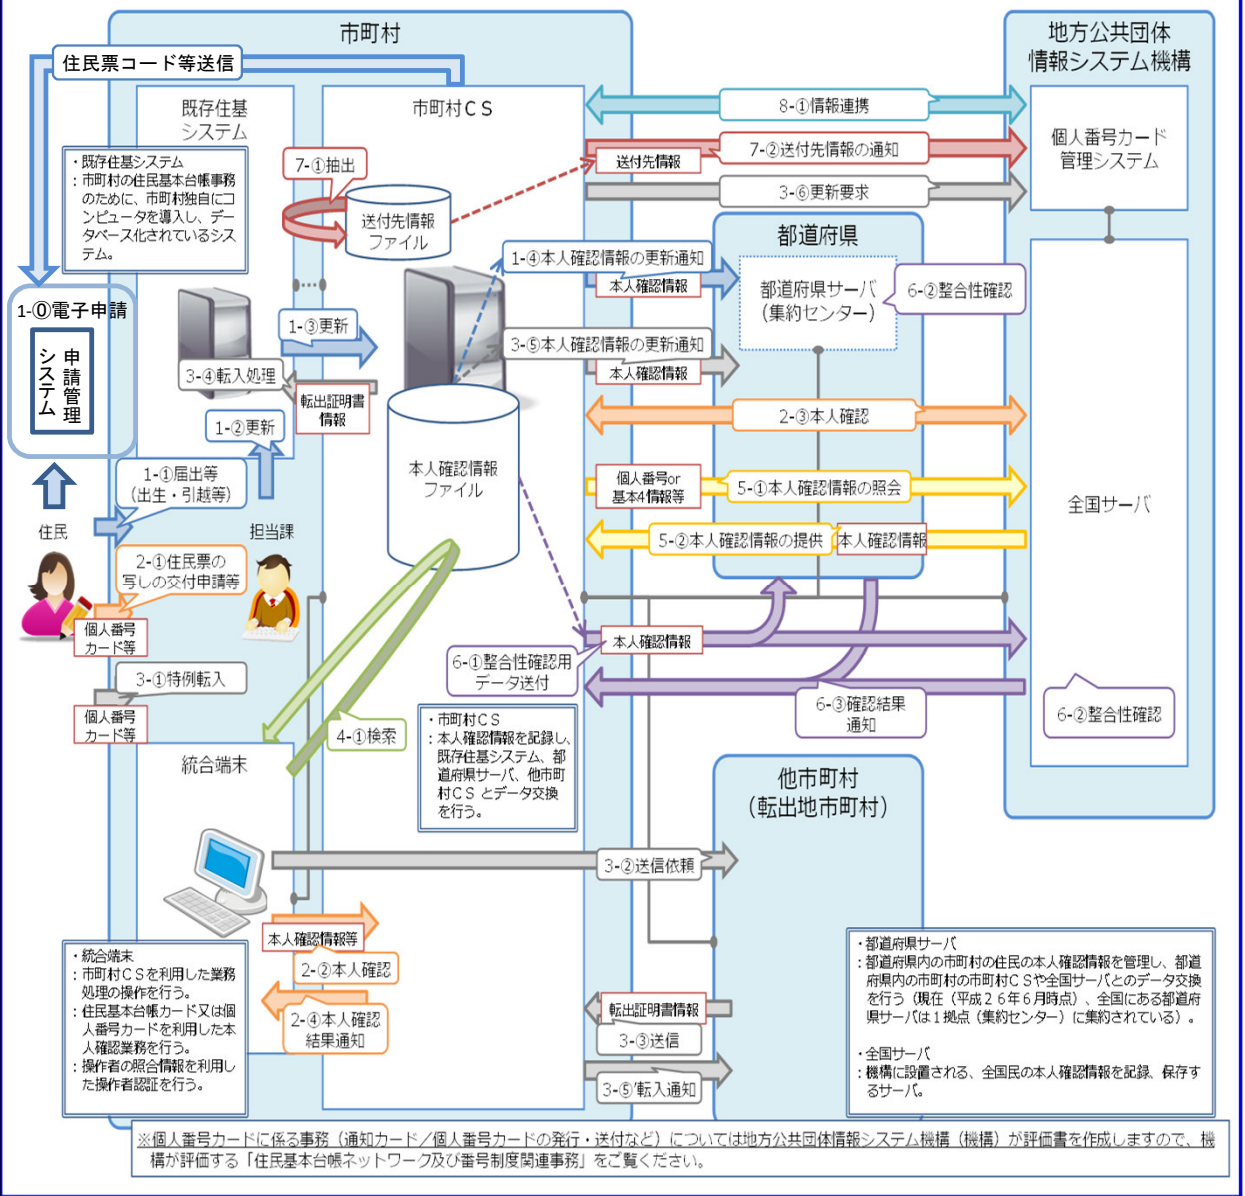 市町村
地方公共団体
情報システム機構
住民票コード等送信
既存住基
システム
市町村ＣＳ
8-①情報連携
個人番号カード
管理システム
・既存住基システム
：市町村の住民基本台帳事務
のために、市町村独自にコ
ンピュータを導入し、デー
タベース化されているシス
テム。
7-①抽出
送付先情報
7-②送付先情報の通知
3-⑥更新要求
送付先情報
ファイル
都道府県
1-④本人確認情報の更新通知
本人確認情報
都道府県サーバ
（集約センター）
6-②整合性確認
1-⓪電子申請
申請管理
システム
1-③更新
3-⑤本人確認情報の更新通知
本人確認情報
3-④転入処理
転出証明書
情報
2-③本人確認
1-②更新
本人確認情報
ファイル
1-①届出等
（出生・引越等）
個人番号or
基本4情報等
5-①本人確認情報の照会
全国サーバ
住民
担当課
5-②本人確認情報の提供
本人確認情報
2-①住民票の
写しの交付申請等
個人番号
カード等
本人確認情報
6-①整合性確認用
データ送付
3-①特例転入
個人番号
カード等
6-③確認結果
通知
6-②整合性確認
4-①検索
・市町村ＣＳ
：本人確認情報を記録し、
既存住基システム、都
道府県サーバ、他市町
村ＣＳとデータ交換
を行う。
統合端末
他市町村
（転出地市町村）
3-②送信依頼
本人確認情報等
2-②本人確認
・統合端末
：市町村ＣＳを利用した業務
処理の操作を行う。
：住民基本台帳カード又は個
人番号カードを利用した本
人確認業務を行う。
：操作者の照合情報を利用し
た操作者認証を行う。
2-④本人確認
結果通知
転出証明書情報
3-③送信
3-⑤’転入通知
・都道府県サーバ
：都道府県内の市町村の住民の本人確認情報を管理し、都道
府県内の市町村の市町村ＣＳや全国サーバとのデータ交換
を行う（現在（平成２６年６月時点）、全国にある都道府
県サーバは１拠点（集約センター）に集約されている）。
・全国サーバ
：機構に設置される、全国民の本人確認情報を記録、保存す
るサーバ。
※個人番号カードに係る事務（通知カード／個人番号カードの発行・送付など）については地方公共団体情報システム機構（機構）が評価書を作成しますので、機
構が評価する「住民基本台帳ネットワーク及び番号制度関連事務」をご覧ください。